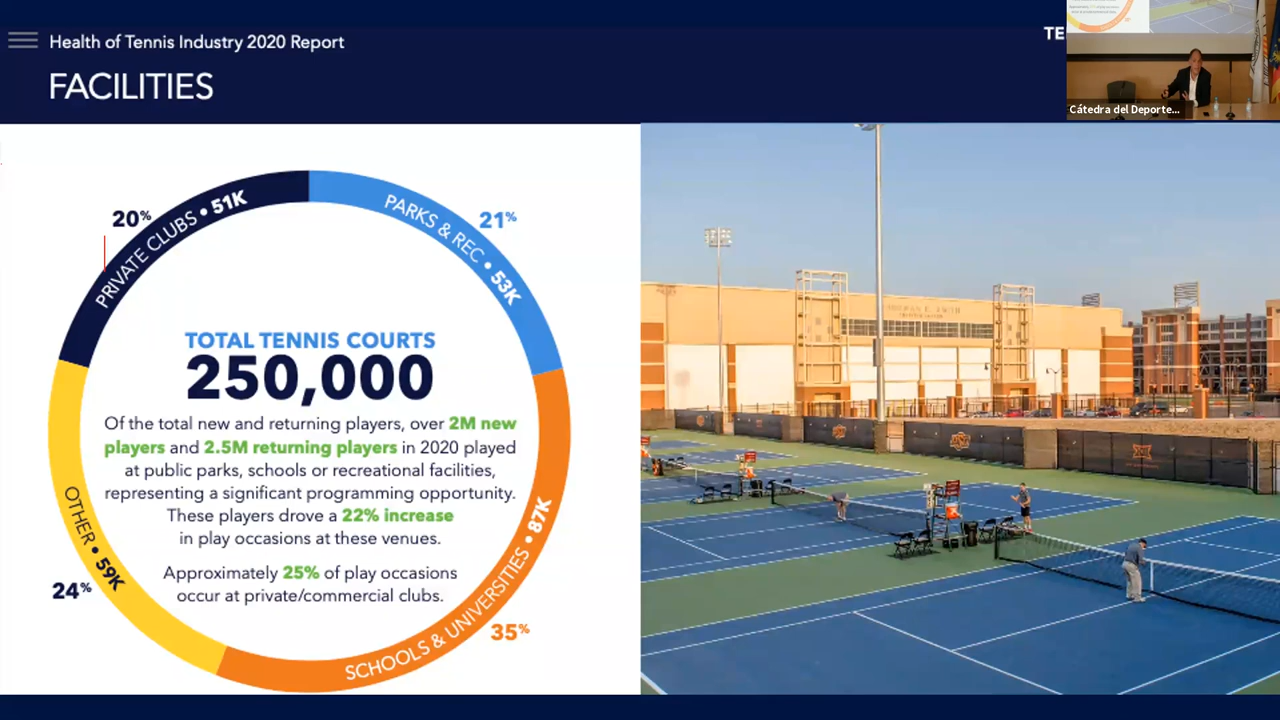 Health of Tennis Industry 2020 Report
FACILITIES
TE
Cátedra del Deporte...
20%
PRIVATE CLUBS • 51K
PARKS & REC • 53K
21%
TOTAL TENNIS COURTS
250,000
Of the total new and returning players, over 2M new
players and 2.5M returning players in 2020 played
at public parks, schools or recreational facilities,
representing a significant programming opportunity.
These players drove a 22% increase
in play occasions at these venues.
Approximately 25% of play occasions
occur at private/commercial clubs.
OTHER • 59K
24%
SCHOOLS & UNIVERSITIES • 87K
35%